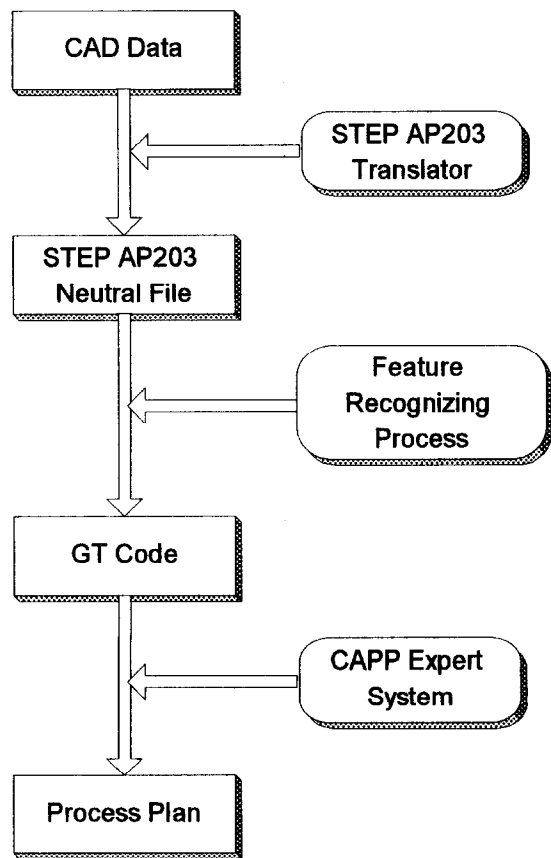 CAD Data
STEP AP203
Translator
STEP AP203
Neutral File
Feature
Recognizing
Process
GT Code
CAPP Expert
System
Process Plan